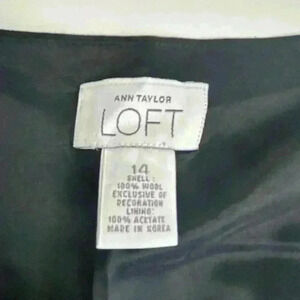 ANN TAYLOR
LOFT
14
SHELL:
100% WOOL
EXCLUSIVE OF
DECORATION
LINING:
100% ACETATE
MADE IN KOREA